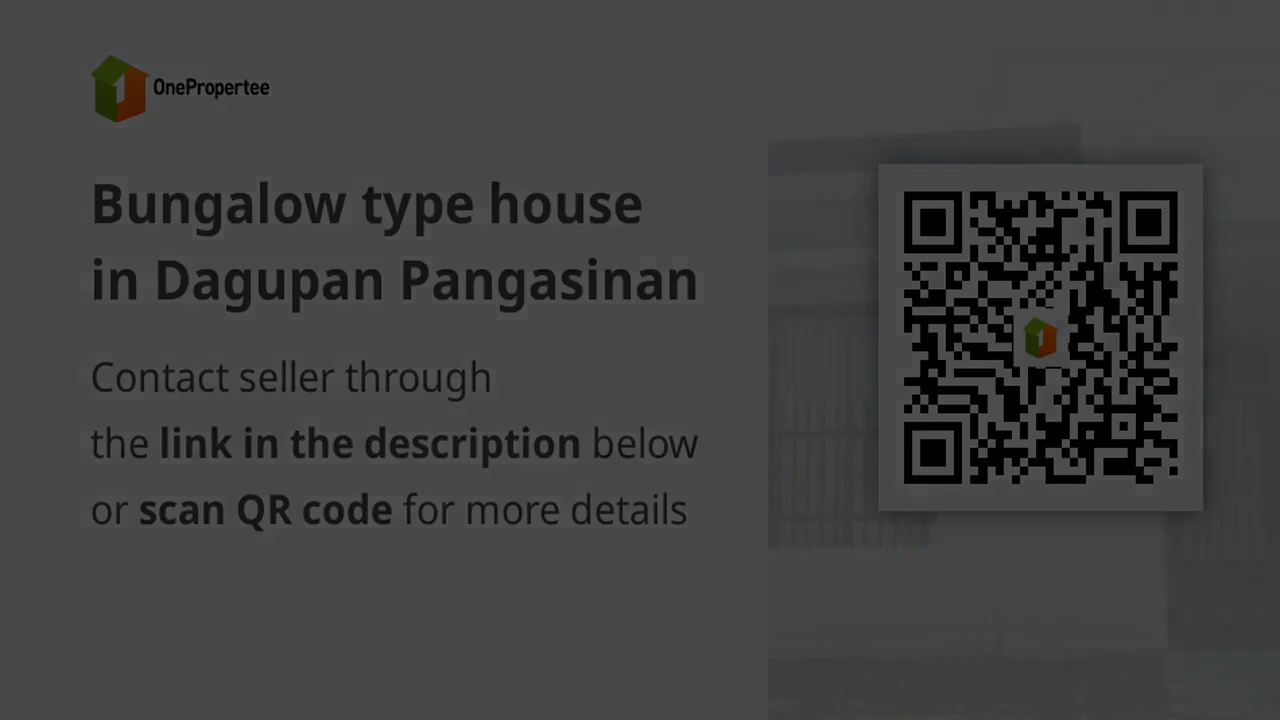 OnePropertee
Bungalow type house
in Dagupan Pangasinan
Contact seller through
the link in the description below
or scan QR code for more details